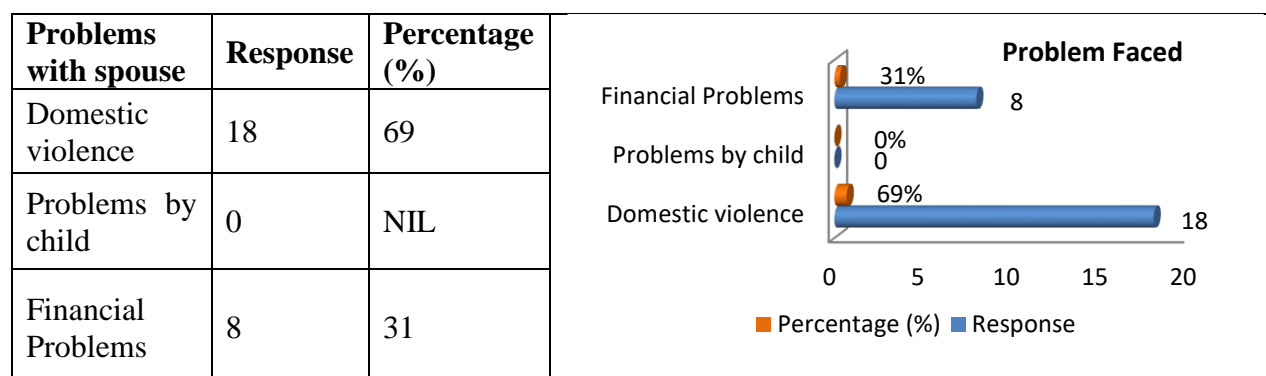 Problems
with spouse
Response
Percentage
(%)
Domestic
violence
18
69
Problems by
child
0
NIL
Financial
Problems
8
31
Problem Faced
Financial Problems
31%
8
Problems by child
0%
0
Domestic violence
69%
18
0 5 10 15 20
Percentage (%) Response